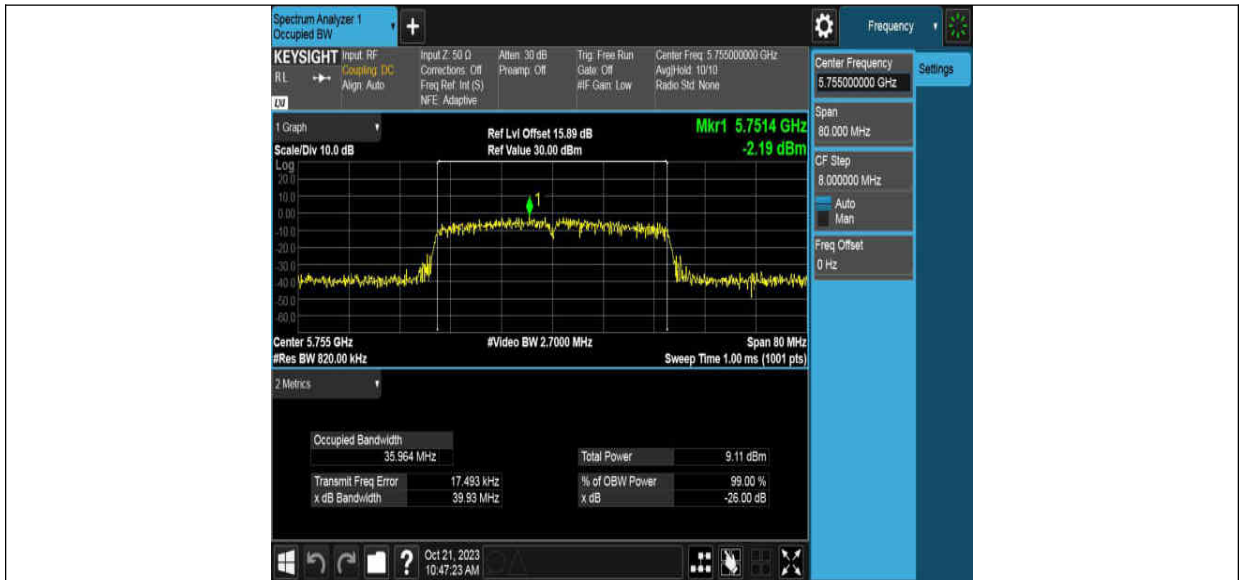 Spectrum Analyzer 1
Occupied BW
+
Frequency
KEYSIGHT
RL
LXI
Input: RF
Coupling: DC
Align: Auto
Input Z: 50 Ω
Corrections: Off
Freq Ref: Int (S)
NFE: Adaptive
Atten: 30 dB
Preamp: Off
Trig: Free Run
Gate: Off
#IF Gain: Low
Center Freq: 5.755000000 GHz
Avg|Hold: 10/10
Radio Std: None
Center Frequency
5.755000000 GHz
Settings
Span
80.000 MHz
CF Step
8.000000 MHz
Auto
Man
Freq Offset
0 Hz
1 Graph
Scale/Div 10.0 dB
Ref Lvl Offset 15.89 dB
Ref Value 30.00 dBm
Mkr1 5.7514 GHz
-2.19 dBm
Log
20.0
10.0
0.00
-10.0
-20.0
-30.0
-40.0
-50.0
-60.0
1
Center 5.755 GHz
#Video BW 2.7000 MHz
Span 80 MHz
#Res BW 820.00 kHz
Sweep Time 1.00 ms (1001 pts)
2 Metrics
Occupied Bandwidth
35.964 MHz
Total Power 9.11 dBm
Transmit Freq Error 17.493 kHz
% of OBW Power 99.00 %
x dB Bandwidth 39.93 MHz
x dB -26.00 dB
?
Oct 21, 2023
10:47:23 AM